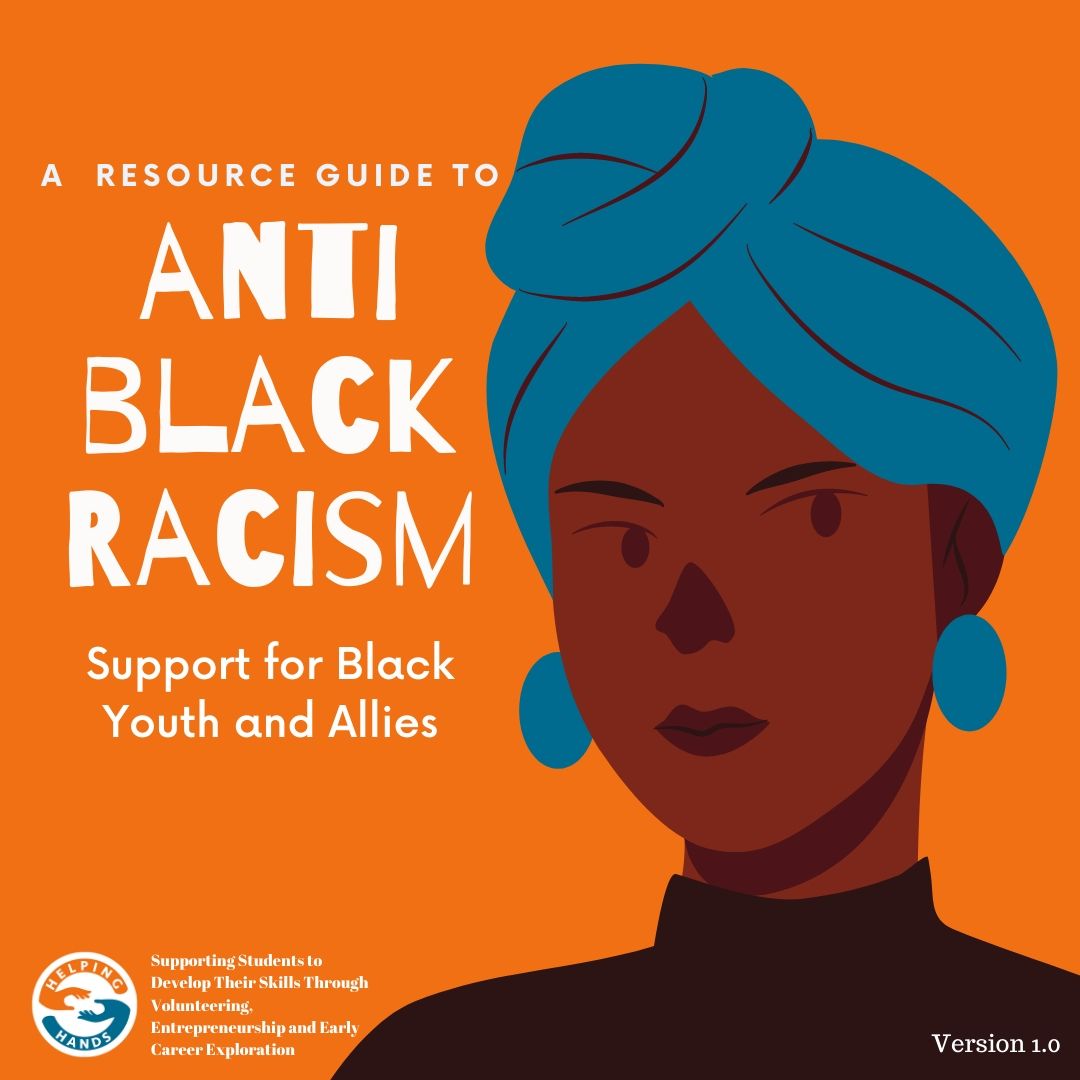 A RESOURCE GUIDE TO
ANTI
BLACK
RACISM
Support for Black
Youth and Allies
HELPING
HANDS
Supporting Students to
Develop Their Skills Through
Volunteering,
Entrepreneurship and Early
Career Exploration
Version 1.0